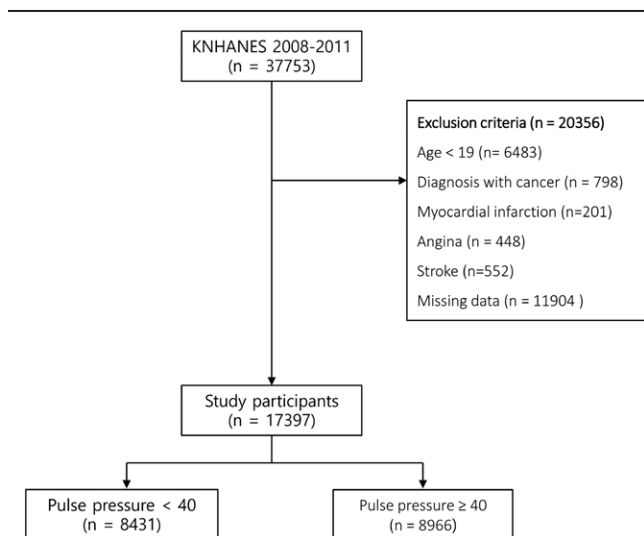 KNHANES 2008-2011
(n = 37753)
Exclusion criteria (n = 20356)
Age < 19 (n= 6483)
Diagnosis with cancer (n = 798)
Myocardial infarction (n=201)
Angina (n = 448)
Stroke (n=552)
Missing data (n = 11904 )
Study participants
(n = 17397)
Pulse pressure < 40
(n = 8431)
Pulse pressure ≥ 40
(n = 8966)